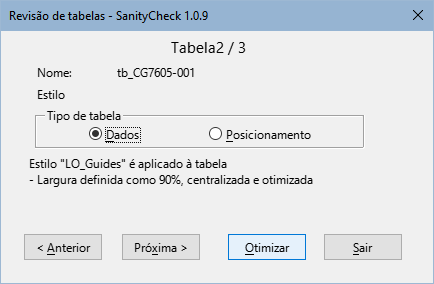 Revisão de tabelas - SanityCheck 1.0.9
Tabela2 / 3
Nome: tb_CG7605-001
Estilo
Tipo de tabela
Dados Posicionamento
Estilo "LO_Guides" é aplicado à tabela
- Largura definida como 90%, centralizada e otimizada
< Anterior Próxima > Otimizar Sair